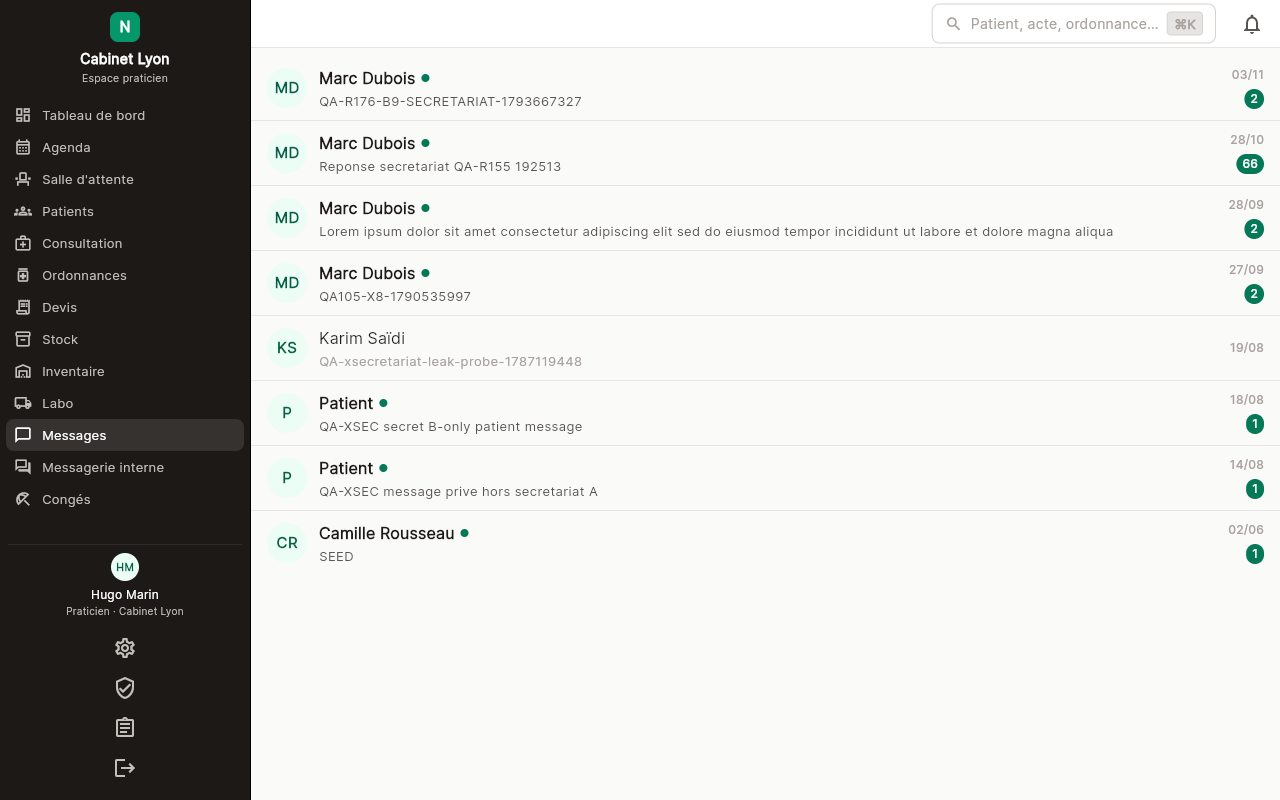 N
Cabinet Lyon
Espace praticien
Tableau de bord
Agenda
Salle d'attente
Patients
Consultation
Ordonnances
Devis
Stock
Inventaire
Labo
Messages
Messagerie interne
Congés
HM
Hugo Marin
Praticien · Cabinet Lyon
Patient, acte, ordonnance... ⌘K
MD Marc Dubois 03/11
QA-R176-B9-SECRETARIAT-1793667327 2
MD Marc Dubois 28/10
Reponse secretariat QA-R155 192513 66
MD Marc Dubois 28/09
Lorem ipsum dolor sit amet consectetur adipiscing elit sed do eiusmod tempor incididunt ut labore et dolore magna aliqua 2
MD Marc Dubois 27/09
QA105-X8-1790535997 2
KS Karim Saïdi 19/08
QA-xsecretariat-leak-probe-1787119448
P Patient 18/08
QA-XSEC secret B-only patient message 1
P Patient 14/08
QA-XSEC message prive hors secretariat A 1
CR Camille Rousseau 02/06
SEED 1